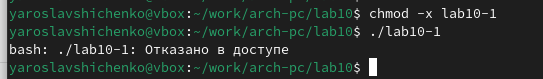 yaroslavshichenko@vbox:~/work/arch-pc/lab10$ chmod -x lab10-1
yaroslavshichenko@vbox:~/work/arch-pc/lab10$ ./lab10-1
bash: ./lab10-1: Отказано в доступе
yaroslavshichenko@vbox:~/work/arch-pc/lab10$